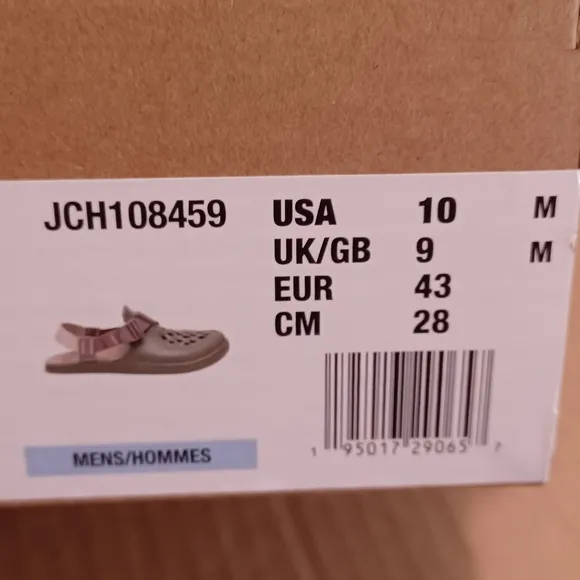 JCH108459
USA 10 M
UK/GB 9 M
EUR 43
CM 28
1 95017 29065 7
MENS/HOMMES